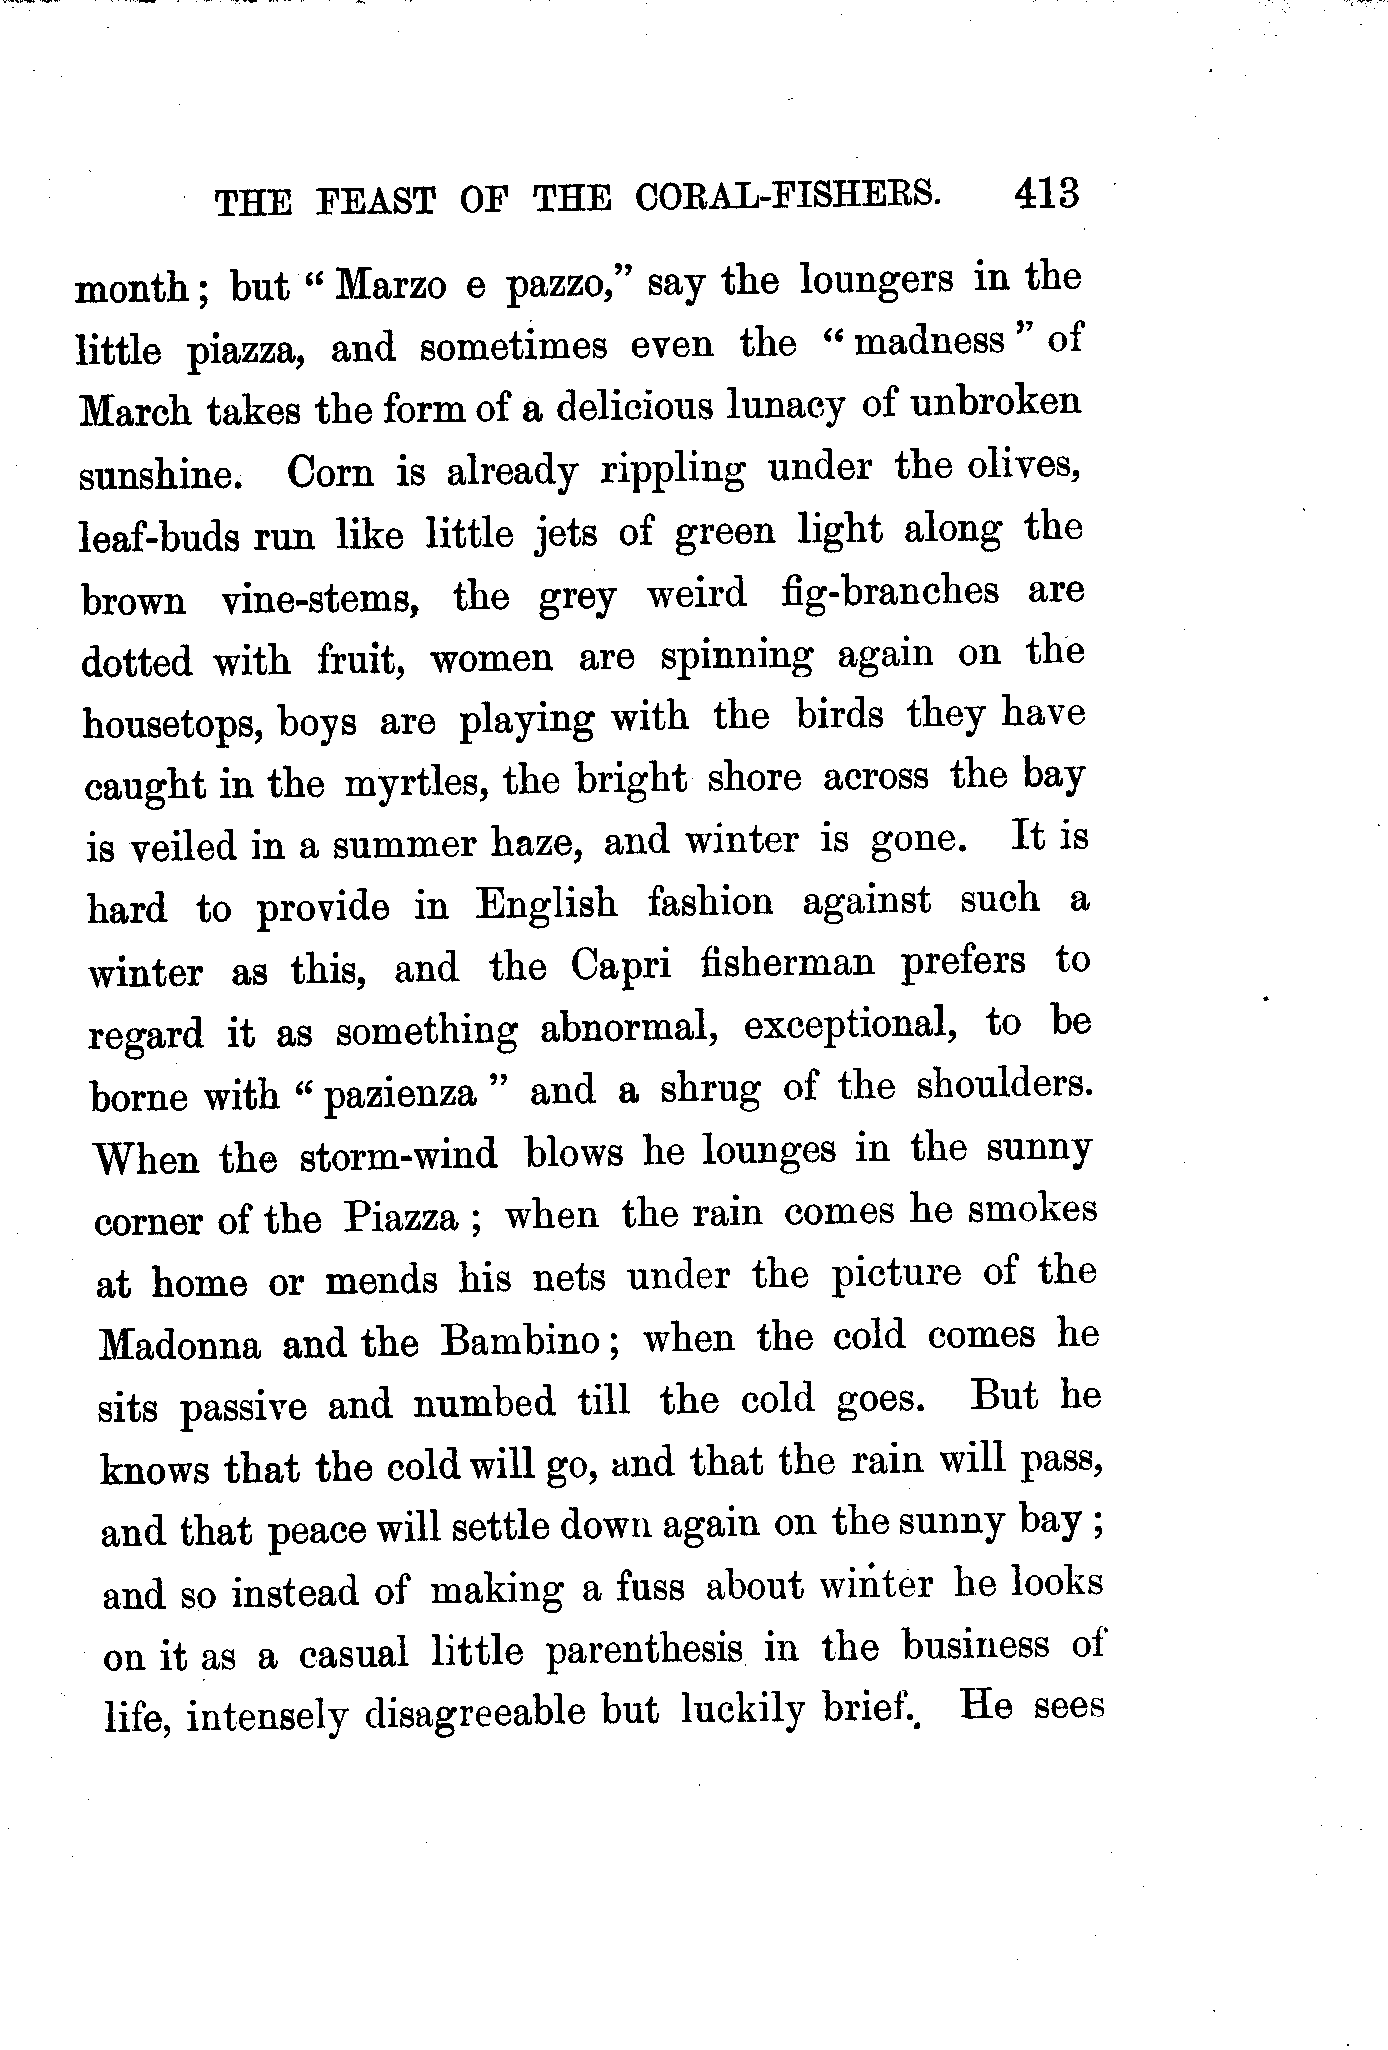 THE FEAST OF THE CORAL-FISHERS. 413
month; but “Marzo e pazzo,” say the loungers in the
little piazza, and sometimes even the “madness” of
March takes the form of a delicious lunacy of unbroken
sunshine. Corn is already rippling under the olives,
leaf-buds run like little jets of green light along the
brown vine-stems, the grey weird fig-branches are
dotted with fruit, women are spinning again on the
housetops, boys are playing with the birds they have
caught in the myrtles, the bright shore across the bay
is veiled in a summer haze, and winter is gone. It is
hard to provide in English fashion against such a
winter as this, and the Capri fisherman prefers to
regard it as something abnormal, exceptional, to be
borne with “pazienza” and a shrug of the shoulders.
When the storm-wind blows he lounges in the sunny
corner of the Piazza; when the rain comes he smokes
at home or mends his nets under the picture of the
Madonna and the Bambino; when the cold comes he
sits passive and numbed till the cold goes. But he
knows that the cold will go, and that the rain will pass,
and that peace will settle down again on the sunny bay;
and so instead of making a fuss about winter he looks
on it as a casual little parenthesis in the business of
life, intensely disagreeable but luckily brief. He sees